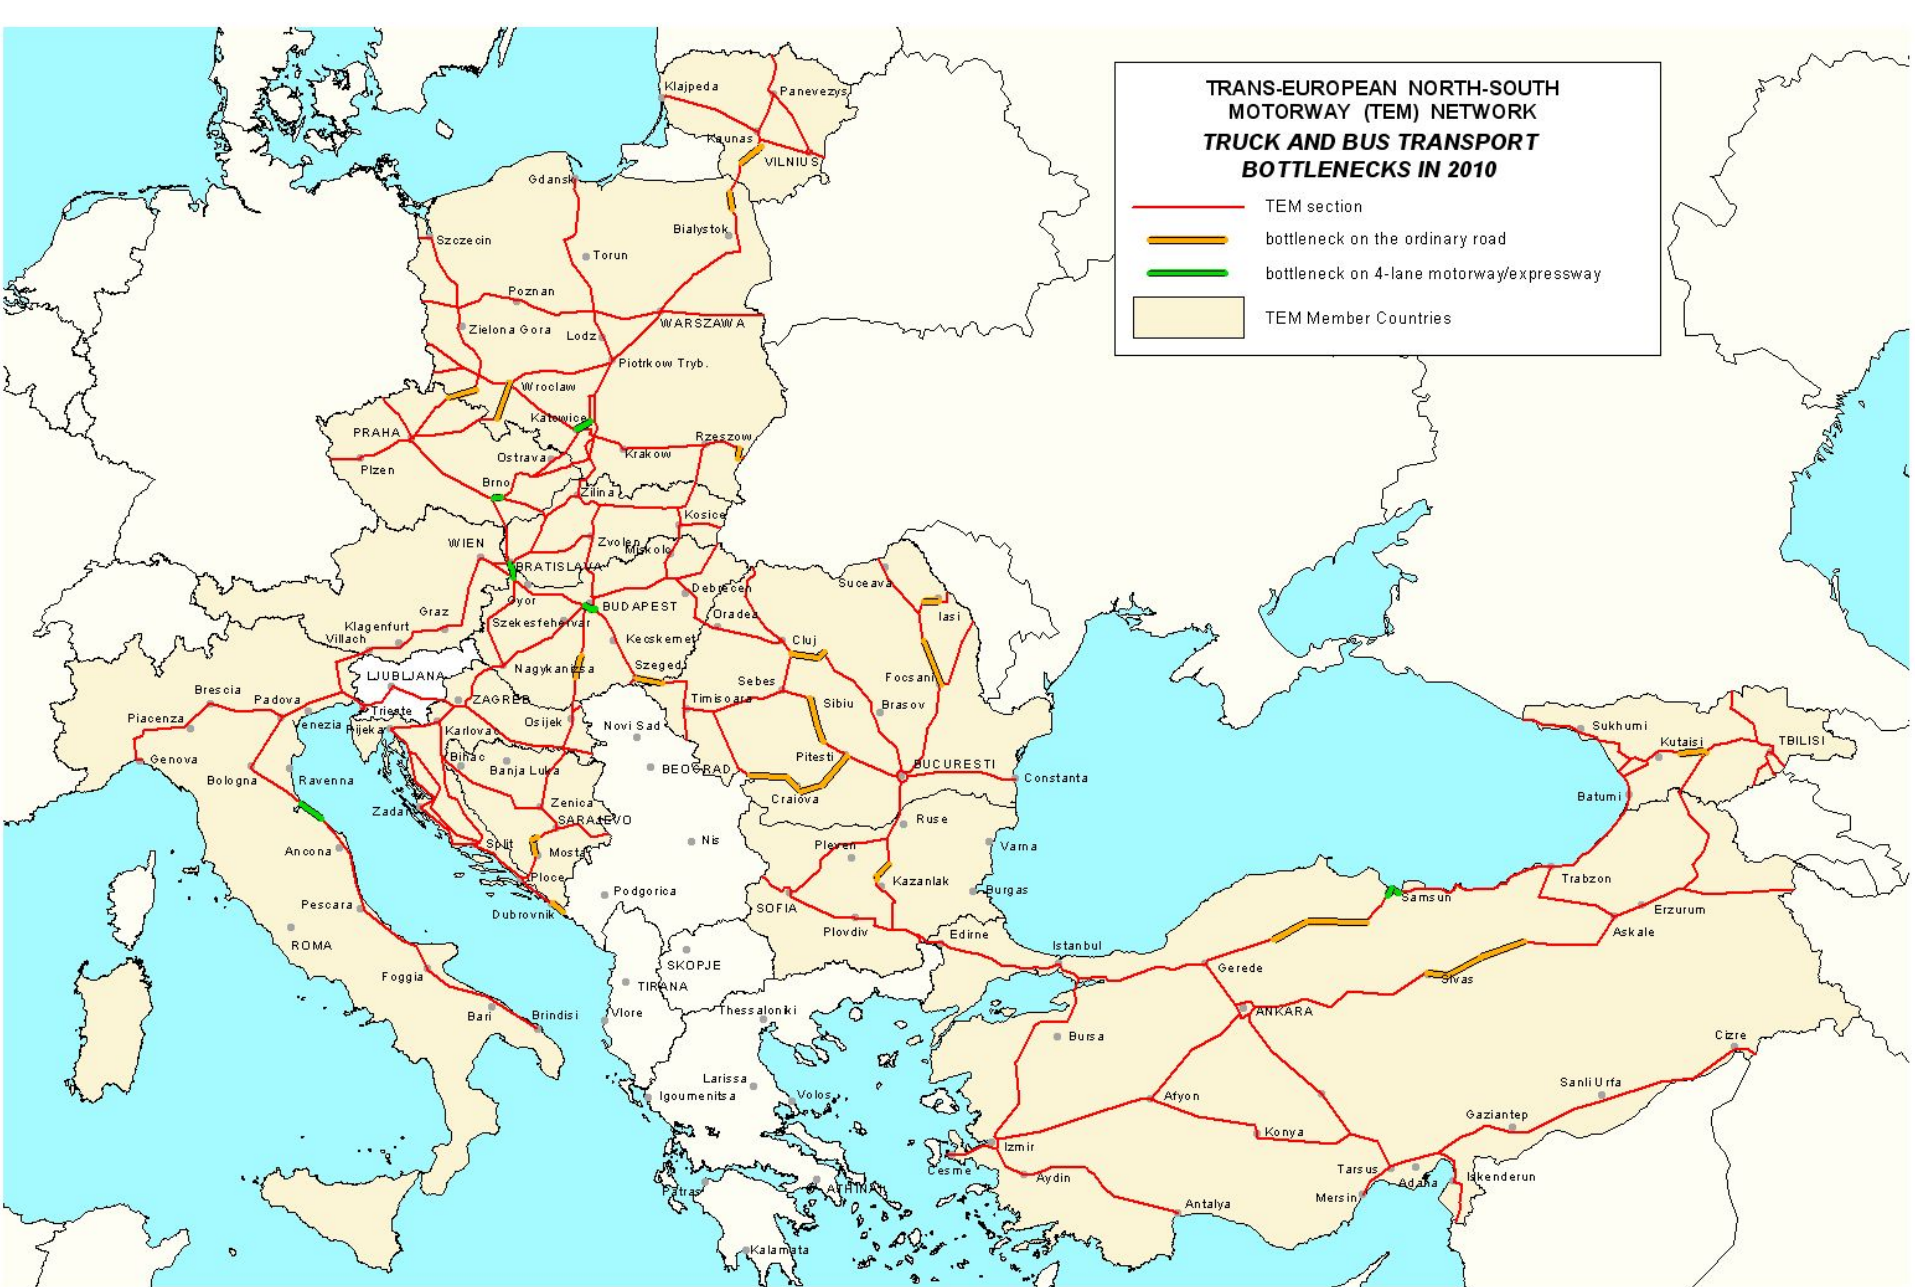 TRANS-EUROPEAN NORTH-SOUTH
MOTORWAY (TEM) NETWORK
TRUCK AND BUS TRANSPORT
BOTTLENECKS IN 2010
TEM section
bottleneck on the ordinary road
bottleneck on 4-lane motorway/expressway
TEM Member Countries
Klajpeda
Panevezys
Kaunas
VILNIUS
Gdansk
Bialystok
Szczecin
Torun
Poznan
WARSZAWA
Zielona Gora
Lodz
Piotrkow Tryb.
Wroclaw
Katowice
PRAHA
Rzeszow
Krakow
Ostrava
Plzen
Brno
Zilina
Kosice
WIEN
Zvolen
Miskolc
BRATISLAVA
Debrecen
Suceava
Gyor
BUDAPEST
Iasi
Graz
Oradea
Szekesfehervar
Klagenfurt
Villach
Kecskemet
Cluj
Nagykanizsa
Szeged
LJUBLJANA
Sebes
Focsani
Brescia
Padova
ZAGREB
Timisoara
Sibiu
Brasov
Trieste
Piacenza
Venezia
Rijeka
Karlovac
Osijek
Novi Sad
Sukhumi
Kutaisi
TBILISI
Genova
Bihac
Banja Luka
Pitesti
BUCURESTI
Bologna
Ravenna
BEOGRAD
Constanta
Craiova
Batumi
Zadar
Zenica
SARAJEVO
Ruse
Split
Ancona
Mostar
Nis
Pleven
Varna
Ploce
Kazanlak
Burgas
Trabzon
Podgorica
Samsun
Pescara
Dubrovnik
SOFIA
Erzurum
Plovdiv
Edirne
Askale
ROMA
Istanbul
SKOPJE
Gerede
Foggia
TIRANA
Sivas
Bari
Brindisi
Vlore
Thessaloniki
ANKARA
Bursa
Cizre
Larissa
Igoumenitsa
Volos
Afyon
Sanli Urfa
Gaziantep
Konya
Izmir
Cesme
Aydin
Tarsus
Adana
Iskenderun
Patras
ATHINAI
Mersin
Antalya
Kalamata